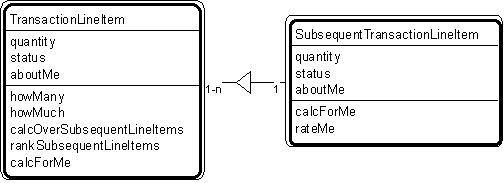 TransactionLineItem
quantity
status
aboutMe
howMany
howMuch
calcOverSubsequentLineItems
rankSubsequentLineItems
calcForMe
1-n
1
SubsequentTransactionLineItem
quantity
status
aboutMe
calcForMe
rateMe